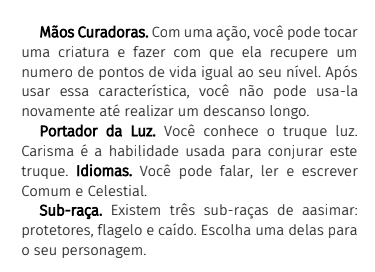 Mãos Curadoras. Com uma ação, você pode tocar
uma criatura e fazer com que ela recupere um
numero de pontos de vida igual ao seu nível. Após
usar essa característica, você não pode usa-la
novamente até realizar um descanso longo.
Portador da Luz. Você conhece o truque luz.
Carisma é a habilidade usada para conjurar este
truque. Idiomas. Você pode falar, ler e escrever
Comum e Celestial.
Sub-raça. Existem três sub-raças de aasimar:
protetores, flagelo e caído. Escolha uma delas para
o seu personagem.